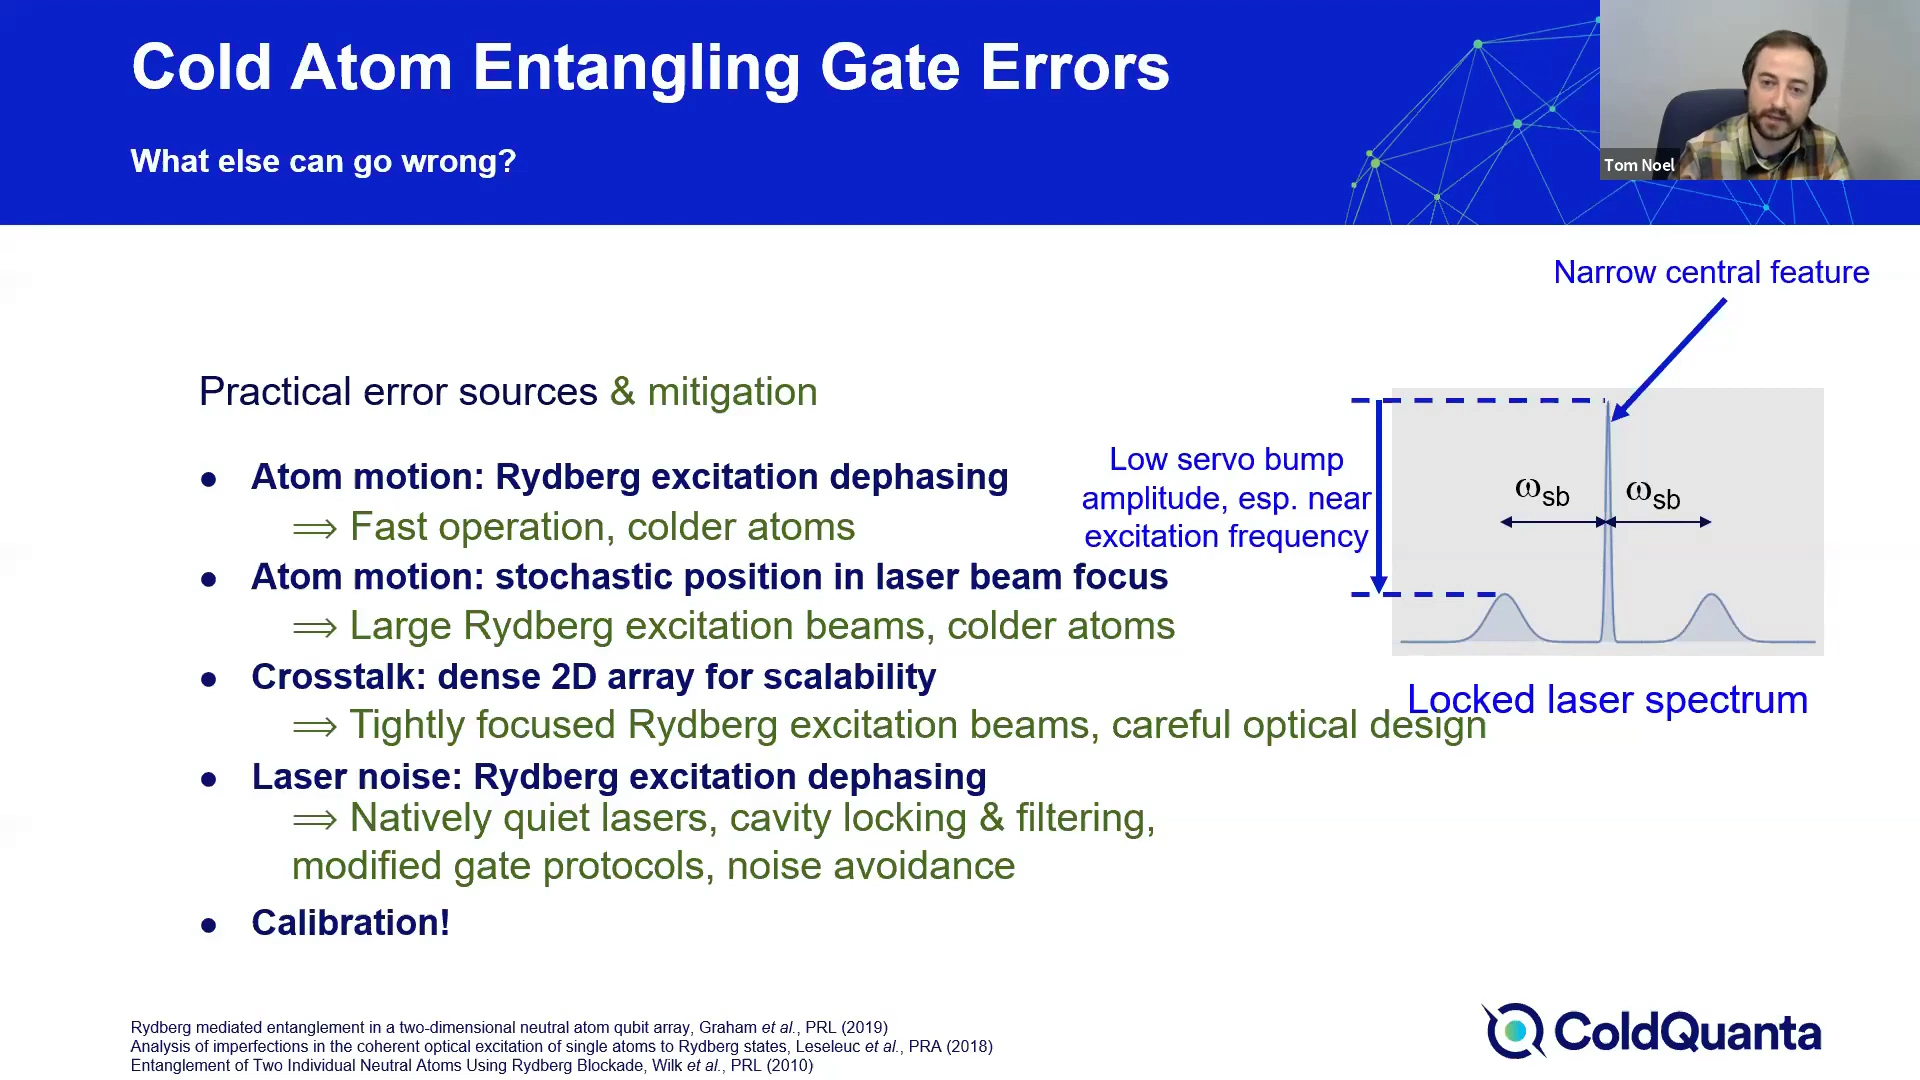 Cold Atom Entangling Gate Errors
What else can go wrong?
Tom Noel
Narrow central feature
Practical error sources & mitigation
● Atom motion: Rydberg excitation dephasing
⟹ Fast operation, colder atoms
● Atom motion: stochastic position in laser beam focus
⟹ Large Rydberg excitation beams, colder atoms
● Crosstalk: dense 2D array for scalability
⟹ Tightly focused Rydberg excitation beams, careful optical design
● Laser noise: Rydberg excitation dephasing
⟹ Natively quiet lasers, cavity locking & filtering,
modified gate protocols, noise avoidance
● Calibration!
Low servo bump
amplitude, esp. near
excitation frequency
ωsb ωsb
Locked laser spectrum
Rydberg mediated entanglement in a two-dimensional neutral atom qubit array, Graham et al., PRL (2019)
Analysis of imperfections in the coherent optical excitation of single atoms to Rydberg states, Leseleuc et al., PRA (2018)
Entanglement of Two Individual Neutral Atoms Using Rydberg Blockade, Wilk et al., PRL (2010)
ColdQuanta